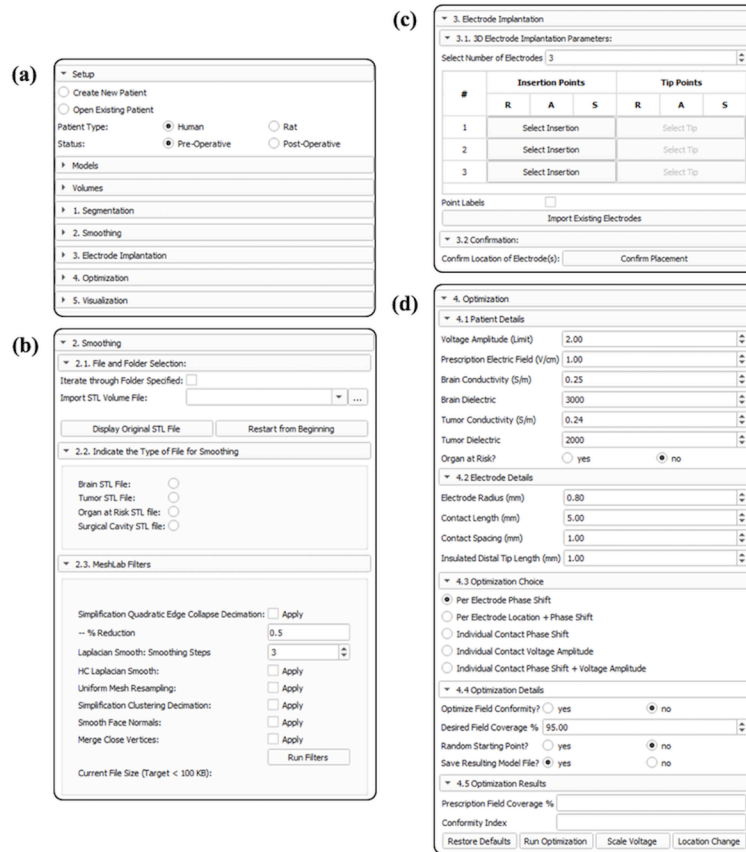 (a)
Setup
Create New Patient
Open Existing Patient
Patient Type: Human Rat
Status: Pre-Operative Post-Operative
Models
Volumes
1. Segmentation
2. Smoothing
3. Electrode Implantation
4. Optimization
5. Visualization
(b)
2. Smoothing
2.1. File and Folder Selection:
Iterate through Folder Specified:
Import STL Volume File: ...
Display Original STL File Restart from Beginning
2.2. Indicate the Type of File for Smoothing
Brain STL File:
Tumor STL File:
Organ at Risk STL file:
Surgical Cavity STL file:
2.3. MeshLab Filters
Simplification Quadratic Edge Collapse Decimation: Apply
-- % Reduction 0.5
Laplacian Smooth: Smoothing Steps 3
HC Laplacian Smooth: Apply
Uniform Mesh Resampling: Apply
Simplification Clustering Decimation: Apply
Smooth Face Normals: Apply
Merge Close Vertices: Apply
Run Filters
Current File Size (Target < 100 KB):
(c)
3. Electrode Implantation
3.1. 3D Electrode Implantation Parameters:
Select Number of Electrodes 3
# Insertion Points Tip Points
R A S R A S
1 Select Insertion Select Tip
2 Select Insertion Select Tip
3 Select Insertion Select Tip
Point Labels
Import Existing Electrodes
3.2 Confirmation:
Confirm Location of Electrode(s): Confirm Placement
(d)
4. Optimization
4.1 Patient Details
Voltage Amplitude (Limit) 2.00
Prescription Electric Field (V/cm) 1.00
Brain Conductivity (S/m) 0.25
Brain Dielectric 3000
Tumor Conductivity (S/m) 0.24
Tumor Dielectric 2000
Organ at Risk? yes no
4.2 Electrode Details
Electrode Radius (mm) 0.80
Contact Length (mm) 5.00
Contact Spacing (mm) 1.00
Insulated Distal Tip Length (mm) 1.00
4.3 Optimization Choice
Per Electrode Phase Shift
Per Electrode Location + Phase Shift
Individual Contact Phase Shift
Individual Contact Voltage Amplitude
Individual Contact Phase Shift + Voltage Amplitude
4.4 Optimization Details
Optimize Field Conformity? yes no
Desired Field Coverage % 95.00
Random Starting Point? yes no
Save Resulting Model File? yes no
4.5 Optimization Results
Prescription Field Coverage %
Conformity Index
Restore Defaults Run Optimization Scale Voltage Location Change